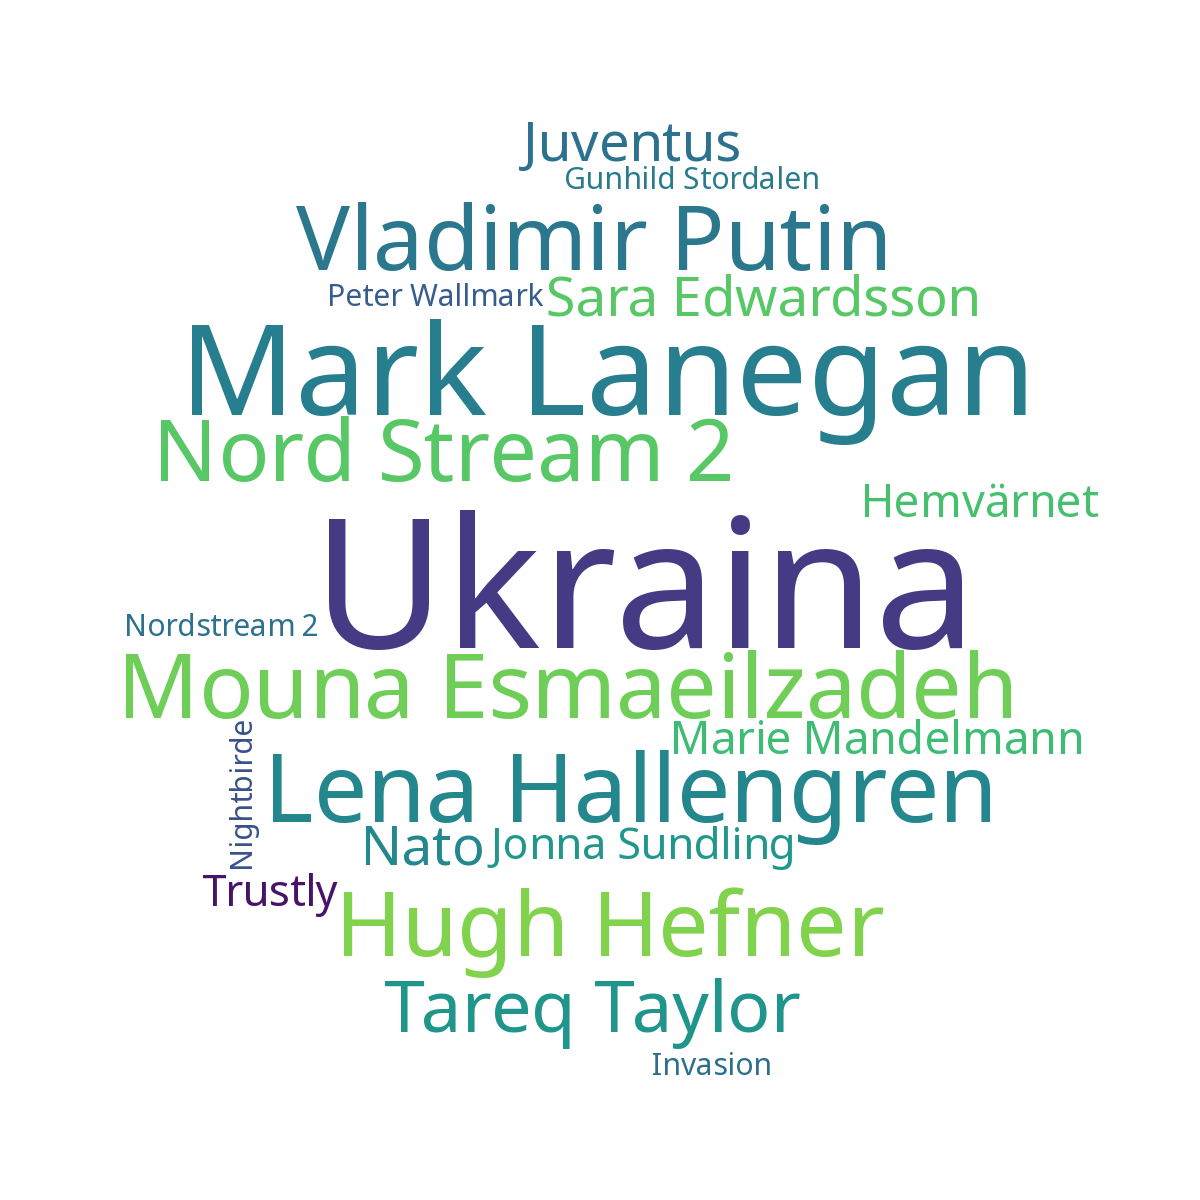 Juventus
Gunhild Stordalen
Vladimir Putin
Peter Wallmark
Sara Edwardsson
Mark Lanegan
Nord Stream 2
Hemvärnet
Ukraina
Nordstream 2
Mouna Esmaeilzadeh
Marie Mandelmann
Nightbirde
Lena Hallengren
Nato
Jonna Sundling
Trustly
Hugh Hefner
Tareq Taylor
Invasion